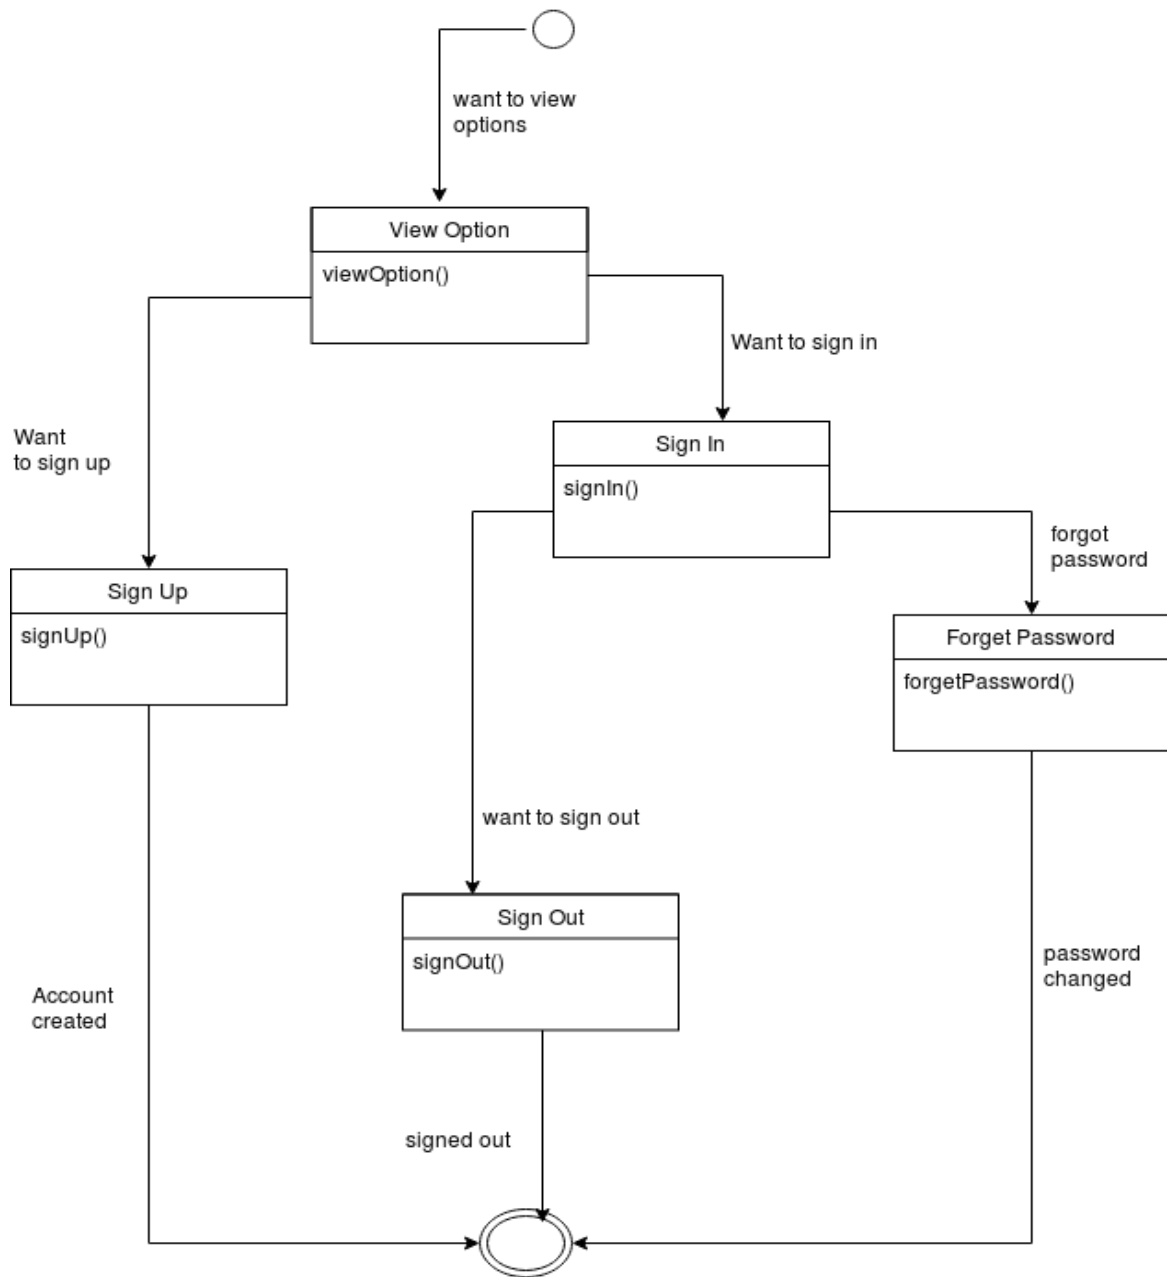 want to view
options
View Option
viewOption()
Want to sign in
Want
to sign up
Sign In
signIn()
forgot
password
Sign Up
signUp()
Forget Password
forgetPassword()
want to sign out
Sign Out
signOut()
password
changed
Account
created
signed out